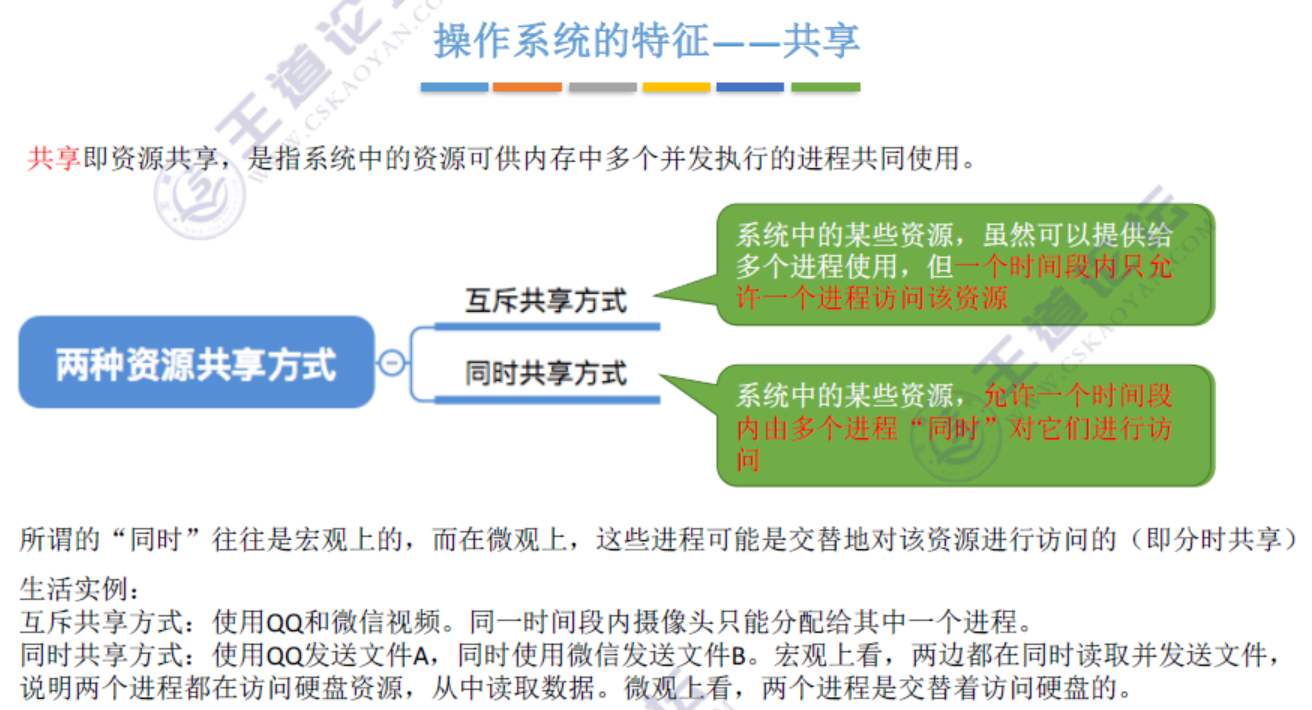 操作系统的特征——共享
共享即资源共享，是指系统中的资源可供内存中多个并发执行的进程共同使用。
两种资源共享方式
互斥共享方式
系统中的某些资源，虽然可以提供给
多个进程使用，但一个时间段内只允
许一个进程访问该资源
同时共享方式
系统中的某些资源，允许一个时间段
内由多个进程“同时”对它们进行访
问
所谓的“同时”往往是宏观上的，而在微观上，这些进程可能是交替地对该资源进行访问的（即分时共享）
生活实例：
互斥共享方式：使用QQ和微信视频。同一时间段内摄像头只能分配给其中一个进程。
同时共享方式：使用QQ发送文件A，同时使用微信发送文件B。宏观上看，两边都在同时读取并发送文件，
说明两个进程都在访问硬盘资源，从中读取数据。微观上看，两个进程是交替着访问硬盘的。
王道论坛
WWW.CSKAOYAN.COM